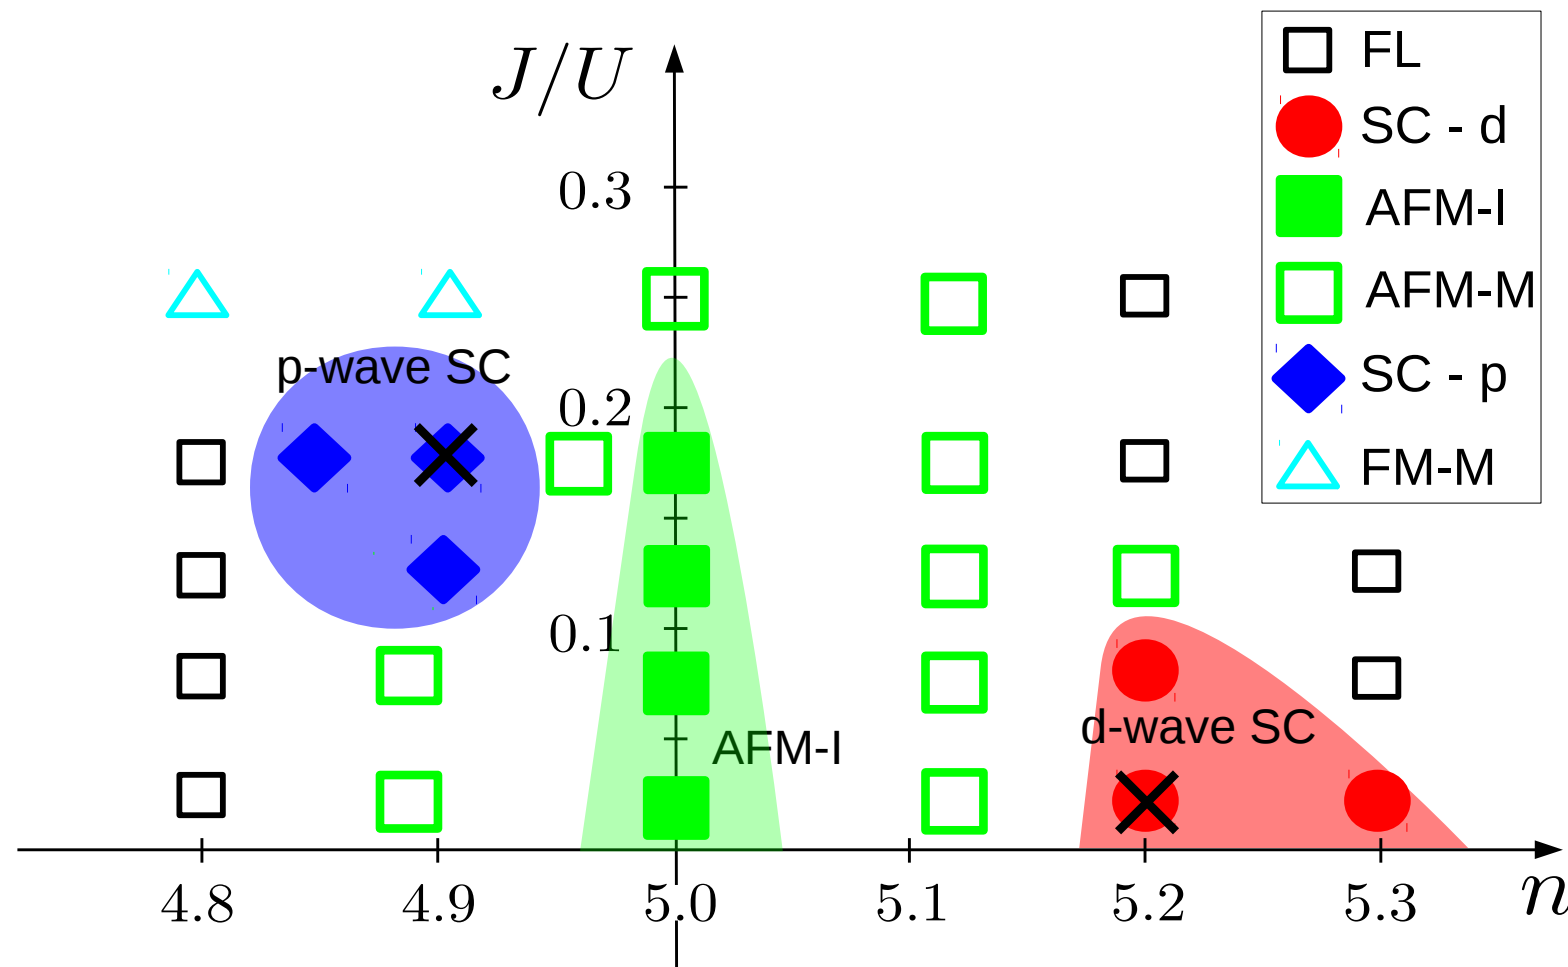 J/U
FL
SC - d
AFM-I
AFM-M
SC - p
FM-M
0.3
p-wave SC
0.2
0.1
d-wave SC
AFM-I
4.8 4.9 5.0 5.1 5.2 5.3 n